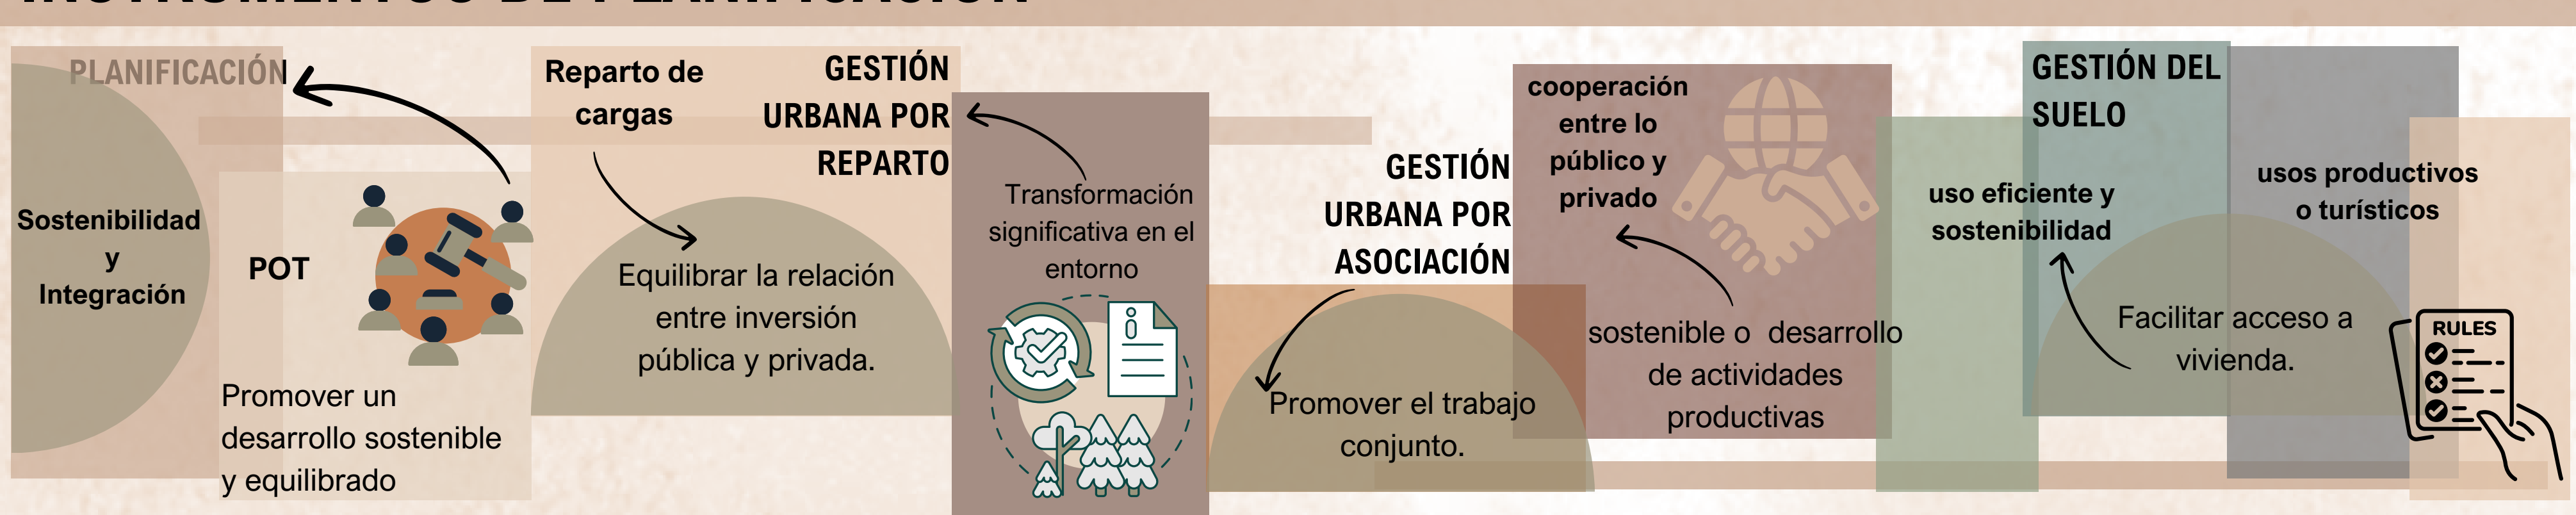 INSTRUMENTOS DE PLANIFICACIÓN
PLANIFICACIÓN
Sostenibilidad
y
Integración
POT
Promover un
desarrollo sostenible
y equilibrado
Reparto de
cargas
GESTIÓN
URBANA POR
REPARTO
Equilibrar la relación
entre inversión
pública y privada.
Transformación
significativa en el
entorno
GESTIÓN
URBANA POR
ASOCIACIÓN
Promover el trabajo
conjunto.
cooperación
entre lo
público y
privado
sostenible o desarrollo
de actividades
productivas
GESTIÓN DEL
SUELO
uso eficiente y
sostenibilidad
Facilitar acceso a
vivienda.
usos productivos
o turísticos
RULES